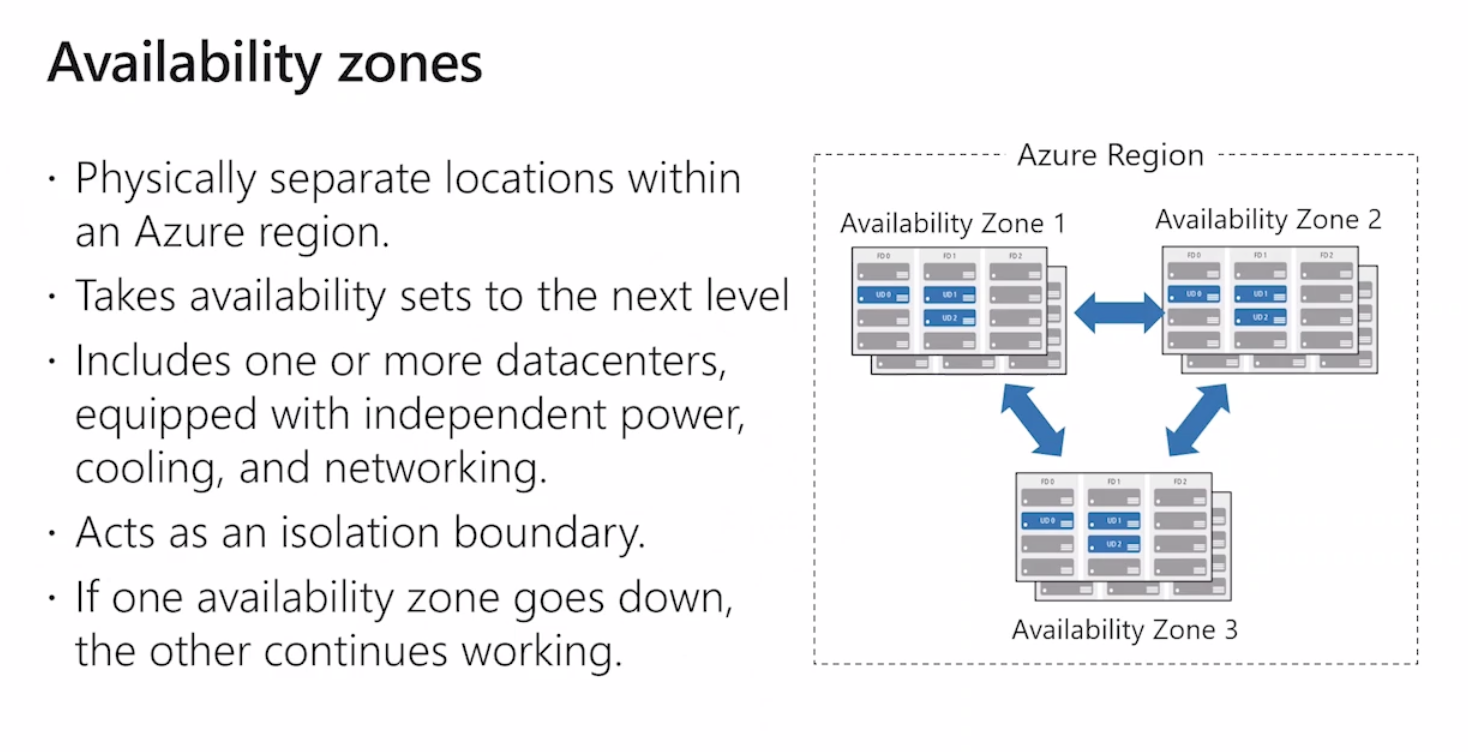 Availability zones
· Physically separate locations within
an Azure region.
· Takes availability sets to the next level
· Includes one or more datacenters,
equipped with independent power,
cooling, and networking.
· Acts as an isolation boundary.
· If one availability zone goes down,
the other continues working.
Azure Region
Availability Zone 1
FD 0 FD 1 FD 2
UD 0 UD 1
UD 2
Availability Zone 2
FD 0 FD 1 FD 2
UD 0 UD 1
UD 2
FD 0 FD 1 FD 2
UD 0 UD 1
UD 2
Availability Zone 3